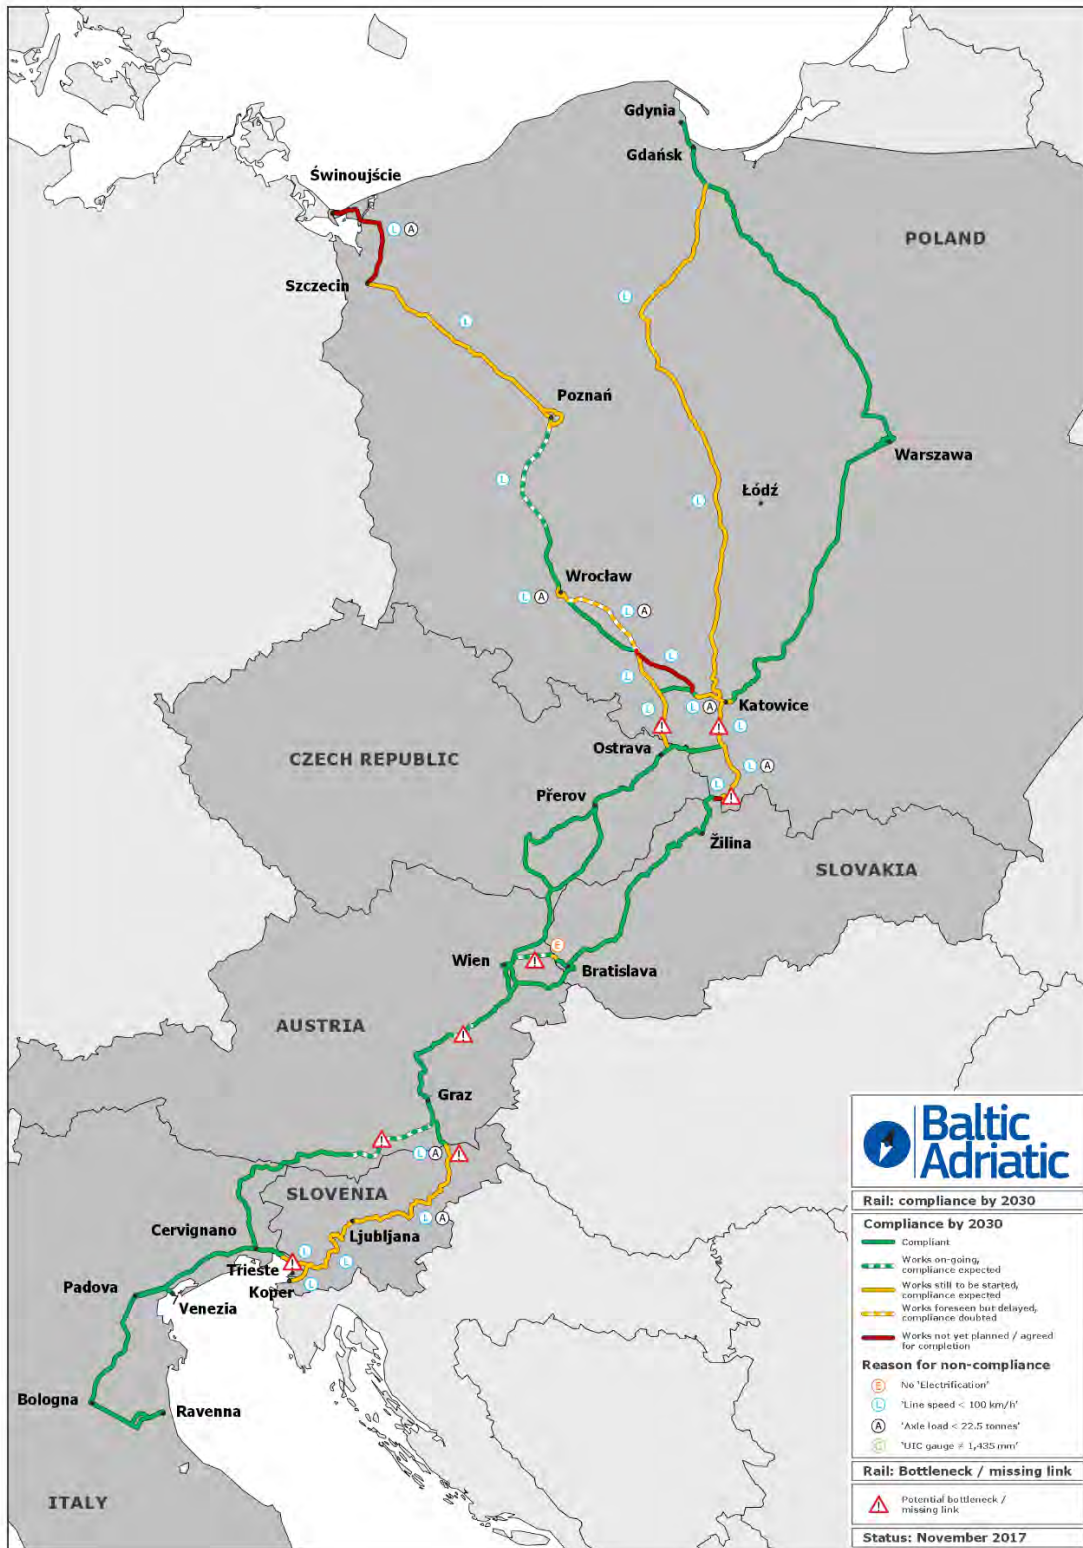 Gdynia
Gdańsk
Świnoujście
POLAND
L A
Szczecin
L
L
Poznań
Warszawa
L
L
Łódź
Wrocław
L A
L A
L
L
L A
Katowice
L
L
Ostrava
CZECH REPUBLIC
L A
L
Přerov
Žilina
SLOVAKIA
E
Wien
Bratislava
AUSTRIA
Graz
L A
SLOVENIA
L A
Cervignano
Ljubljana
L
L
Trieste
L
Koper
Padova
Venezia
Bologna
Ravenna
ITALY
Baltic
Adriatic
Rail: compliance by 2030
Compliance by 2030
Compliant
Works on-going,
compliance expected
Works still to be started,
compliance expected
Works foreseen but delayed,
compliance doubted
Works not yet planned / agreed
for completion
Reason for non-compliance
E No 'Electrification'
L 'Line speed < 100 km/h'
A 'Axle load < 22.5 tonnes'
G 'UIC gauge ≠ 1,435 mm'
Rail: Bottleneck / missing link
Potential bottleneck /
missing link
Status: November 2017